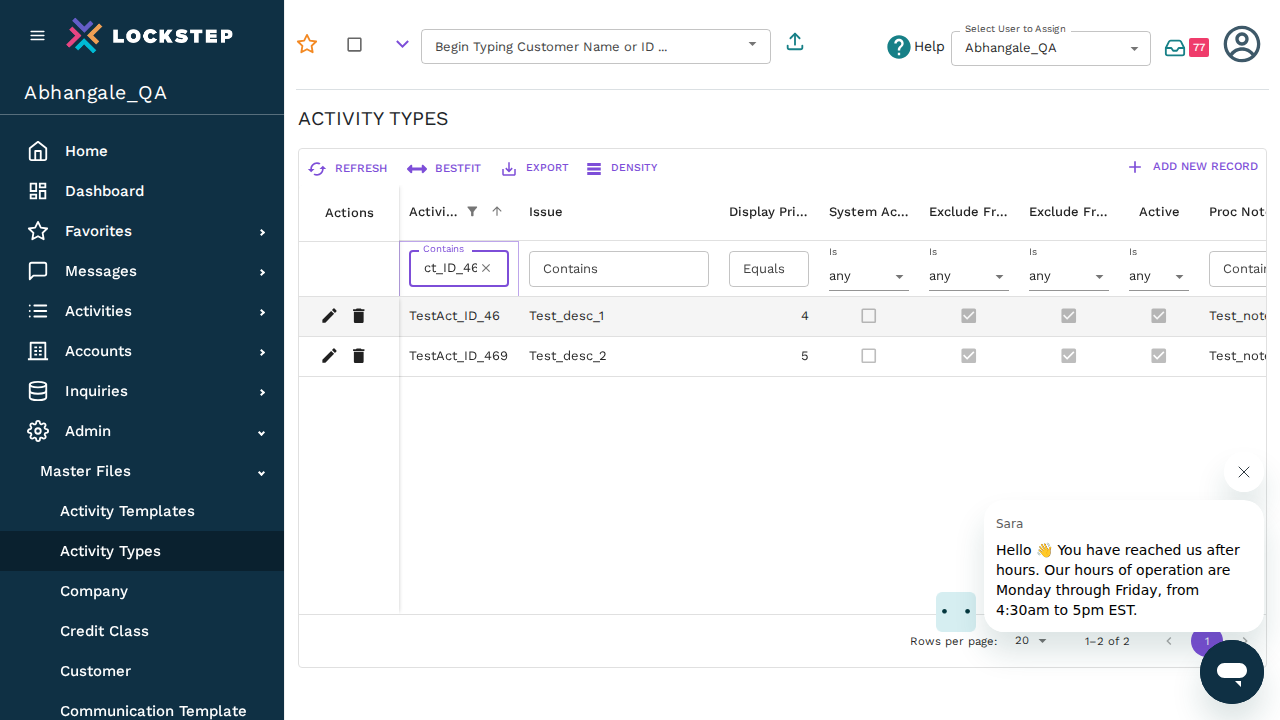 LOCKSTEP
Abhangale_QA
Home
Dashboard
Favorites
Messages
Activities
Accounts
Inquiries
Admin
Master Files
Activity Templates
Activity Types
Company
Credit Class
Customer
Communication Template
Begin Typing Customer Name or ID ...
Help
Select User to Assign
Abhangale_QA
77
ACTIVITY TYPES
REFRESH
BESTFIT
EXPORT
DENSITY
ADD NEW RECORD
Actions
Activi...
Issue
Display Pri...
System Ac...
Exclude Fr...
Exclude Fr...
Active
Proc Note
Contains
ct_ID_46
Contains
Equals
Is
any
Is
any
Is
any
Is
any
Contain
TestAct_ID_46
Test_desc_1
4
Test_note
TestAct_ID_469
Test_desc_2
5
Test_note
Sara
Hello 👋 You have reached us after
hours. Our hours of operation are
Monday through Friday, from
4:30am to 5pm EST.
Rows per page:
20
1–2 of 2
1